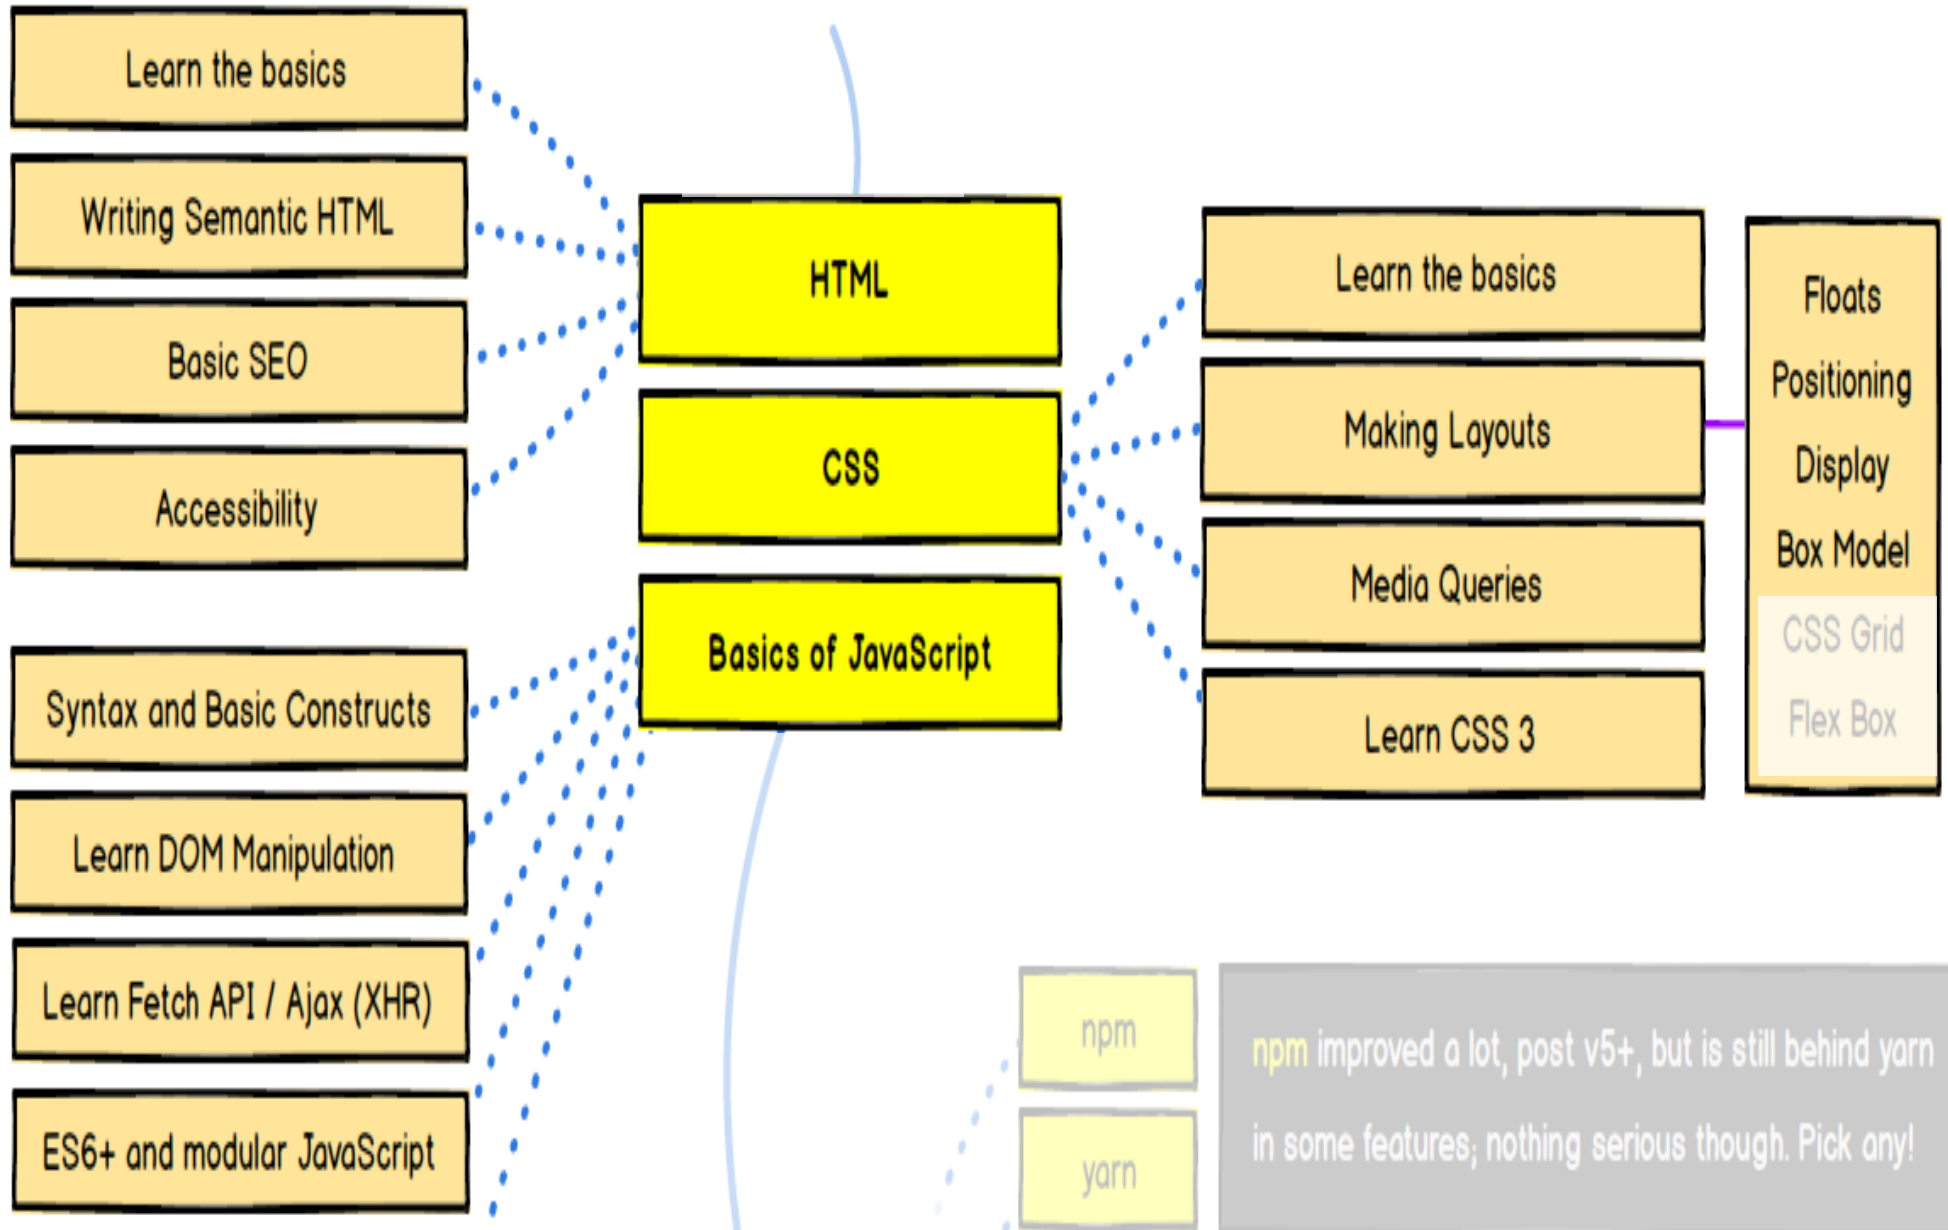 Learn the basics
Writing Semantic HTML
Basic SEO
Accessibility
HTML
CSS
Basics of JavaScript
Learn the basics
Making Layouts
Media Queries
Learn CSS 3
Floats
Positioning
Display
Box Model
CSS Grid
Flex Box
Syntax and Basic Constructs
Learn DOM Manipulation
Learn Fetch API / Ajax (XHR)
ES6+ and modular JavaScript
npm
yarn
npm improved a lot, post v5+, but is still behind yarn
in some features; nothing serious though. Pick any!